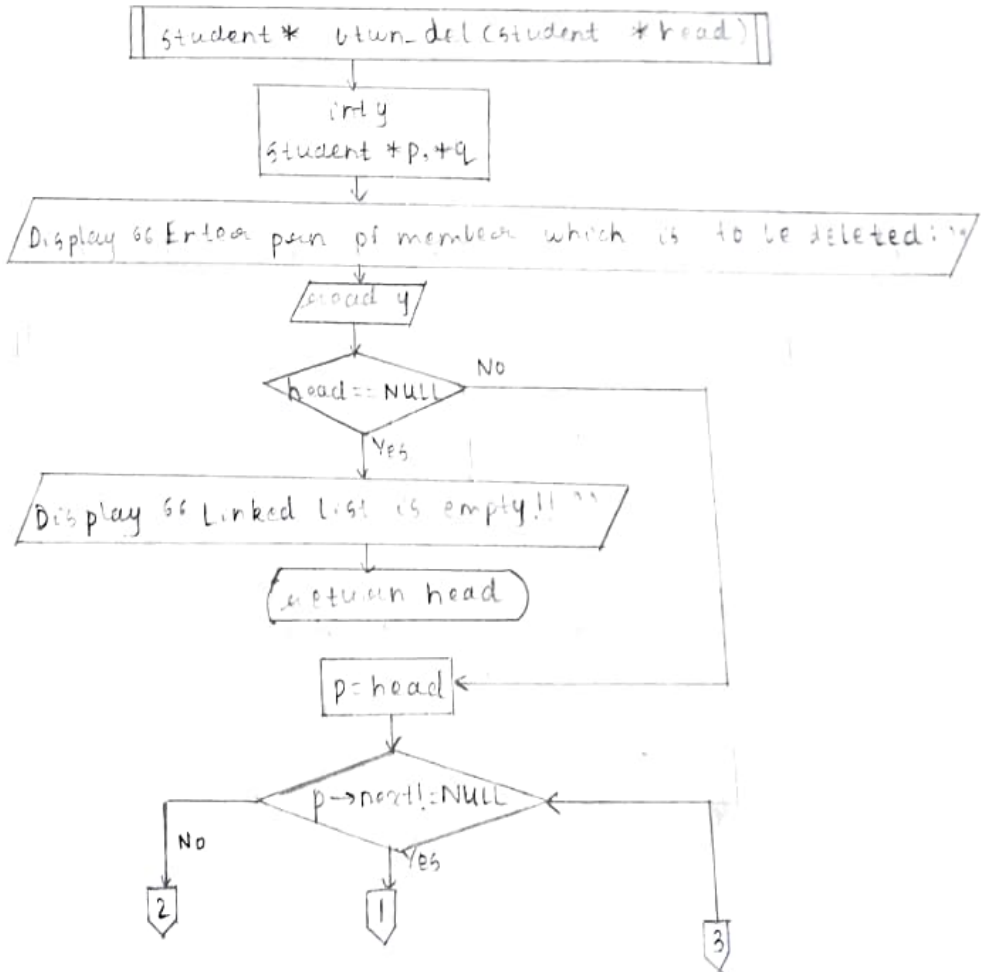 student* btwn_del(student *head)
int y
student *p,*q
Display "Enter prn of member which is to be deleted:"
read y
head==NULL
No
Yes
Display "Linked list is empty!!"
return head
p=head
p→next!=NULL
No
Yes
2
1
3